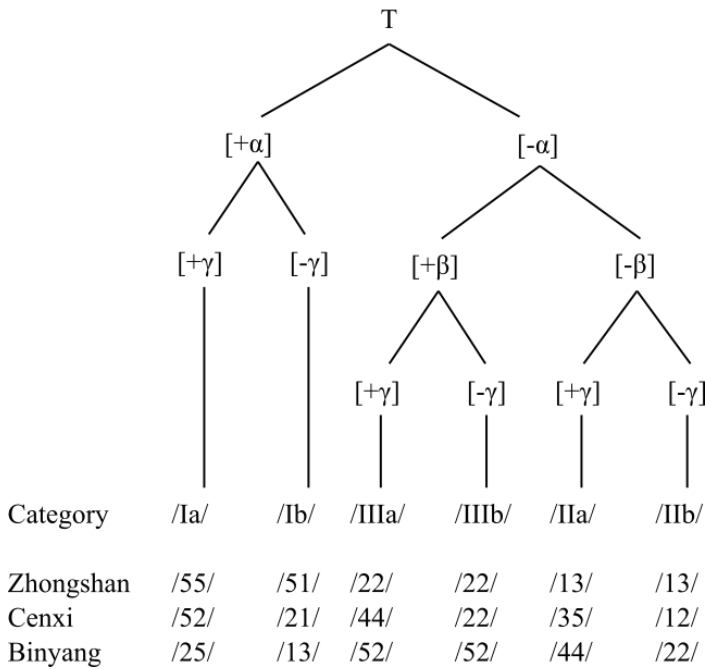 T
[+α] [-α]
[+γ] [-γ] [+β] [-β]
[+γ] [-γ] [+γ] [-γ]
Category /Ia/ /Ib/ /IIIa/ /IIIb/ /IIa/ /IIb/
Zhongshan /55/ /51/ /22/ /22/ /13/ /13/
Cenxi /52/ /21/ /44/ /22/ /35/ /12/
Binyang /25/ /13/ /52/ /52/ /44/ /22/